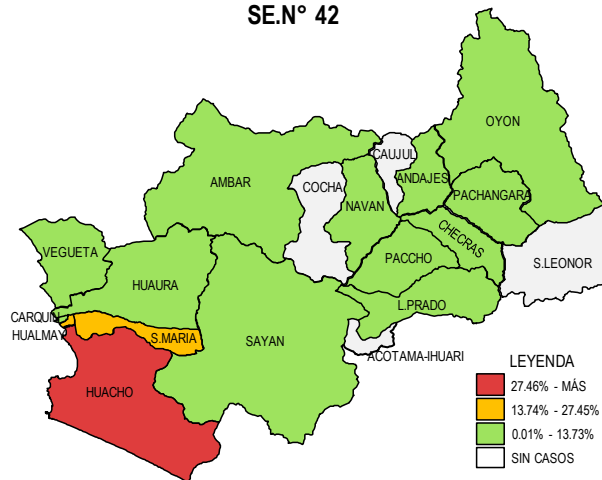 SE.N° 42
OYON
CAUJUL
ANDAJES
AMBAR
COCHA
PACHANGARA
NAVAN
CHECRAS
VEGUETA
S.LEONOR
PACCHO
HUAURA
L.PRADO
CARQUIN
HUALMAY
S.MARIA
SAYAN
ACOTAMA-IHUARI
HUACHO
LEYENDA
27.46% - MÁS
13.74% - 27.45%
0.01% - 13.73%
SIN CASOS